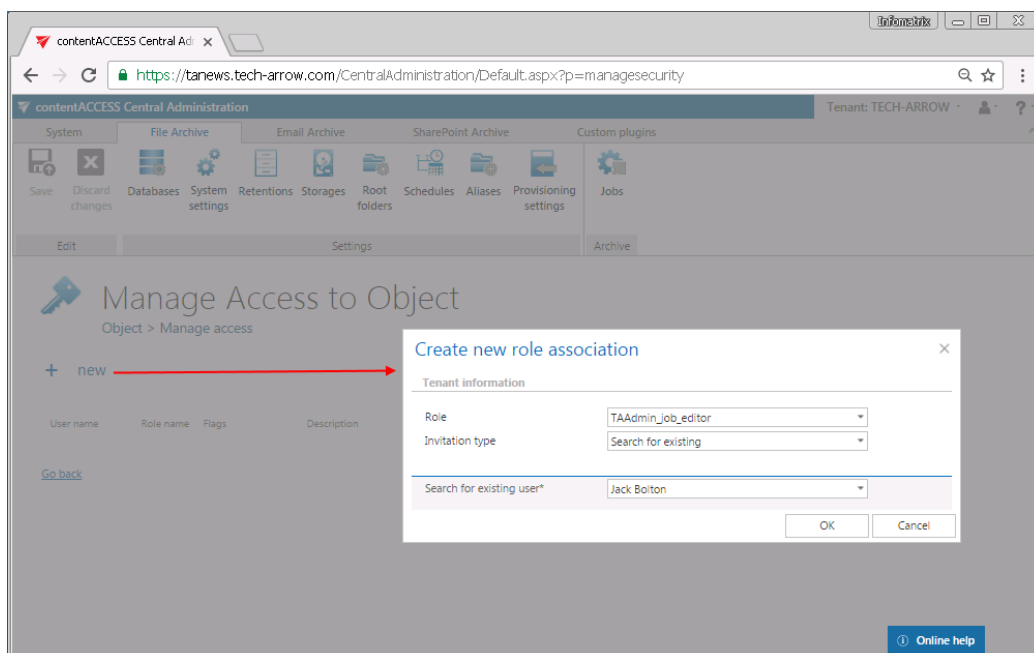 Infometrix
contentACCESS Central Adr
https://tanews.tech-arrow.com/CentralAdministration/Default.aspx?p=managesecurity
contentACCESS Central Administration
Tenant: TECH-ARROW
?
System File Archive Email Archive SharePoint Archive Custom plugins
Save Discard changes Databases System settings Retentions Storages Root folders Schedules Aliases Provisioning settings Jobs
Edit Settings Archive
Manage Access to Object
Object > Manage access
+ new
User name Role name Flags Description
Go back
Create new role association
Tenant information
Role TAAdmin_job_editor
Invitation type Search for existing
Search for existing user* Jack Bolton
OK Cancel
Online help